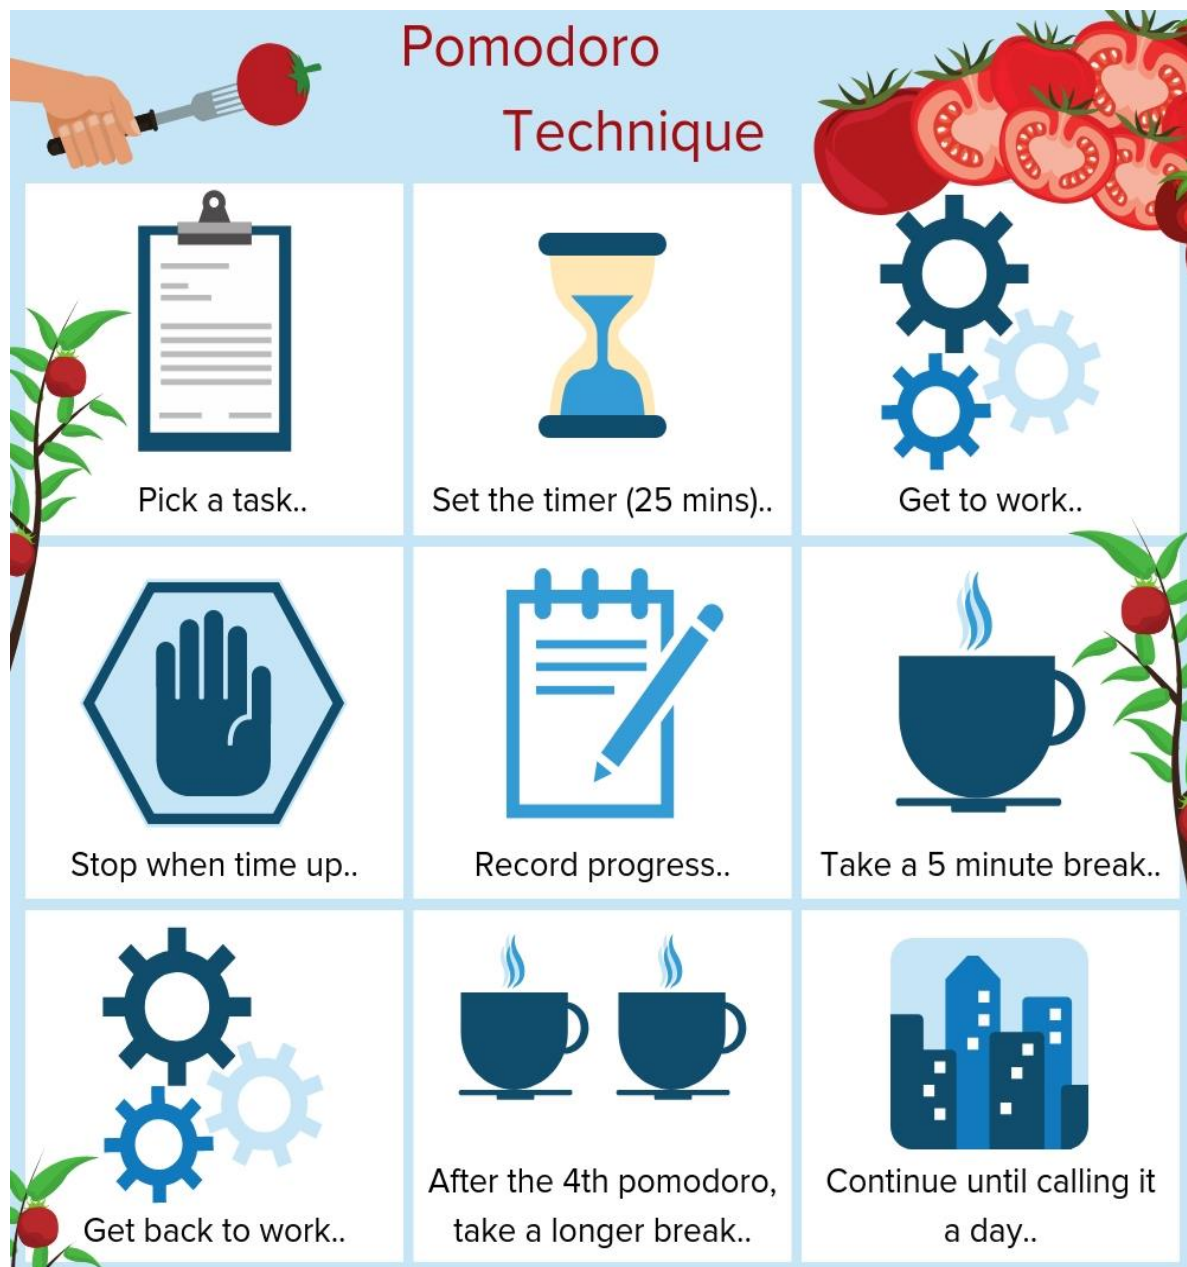 Pomodoro
Technique
Pick a task..
Set the timer (25 mins)..
Get to work..
Stop when time up..
Record progress..
Take a 5 minute break..
Get back to work..
After the 4th pomodoro,
take a longer break..
Continue until calling it
a day..